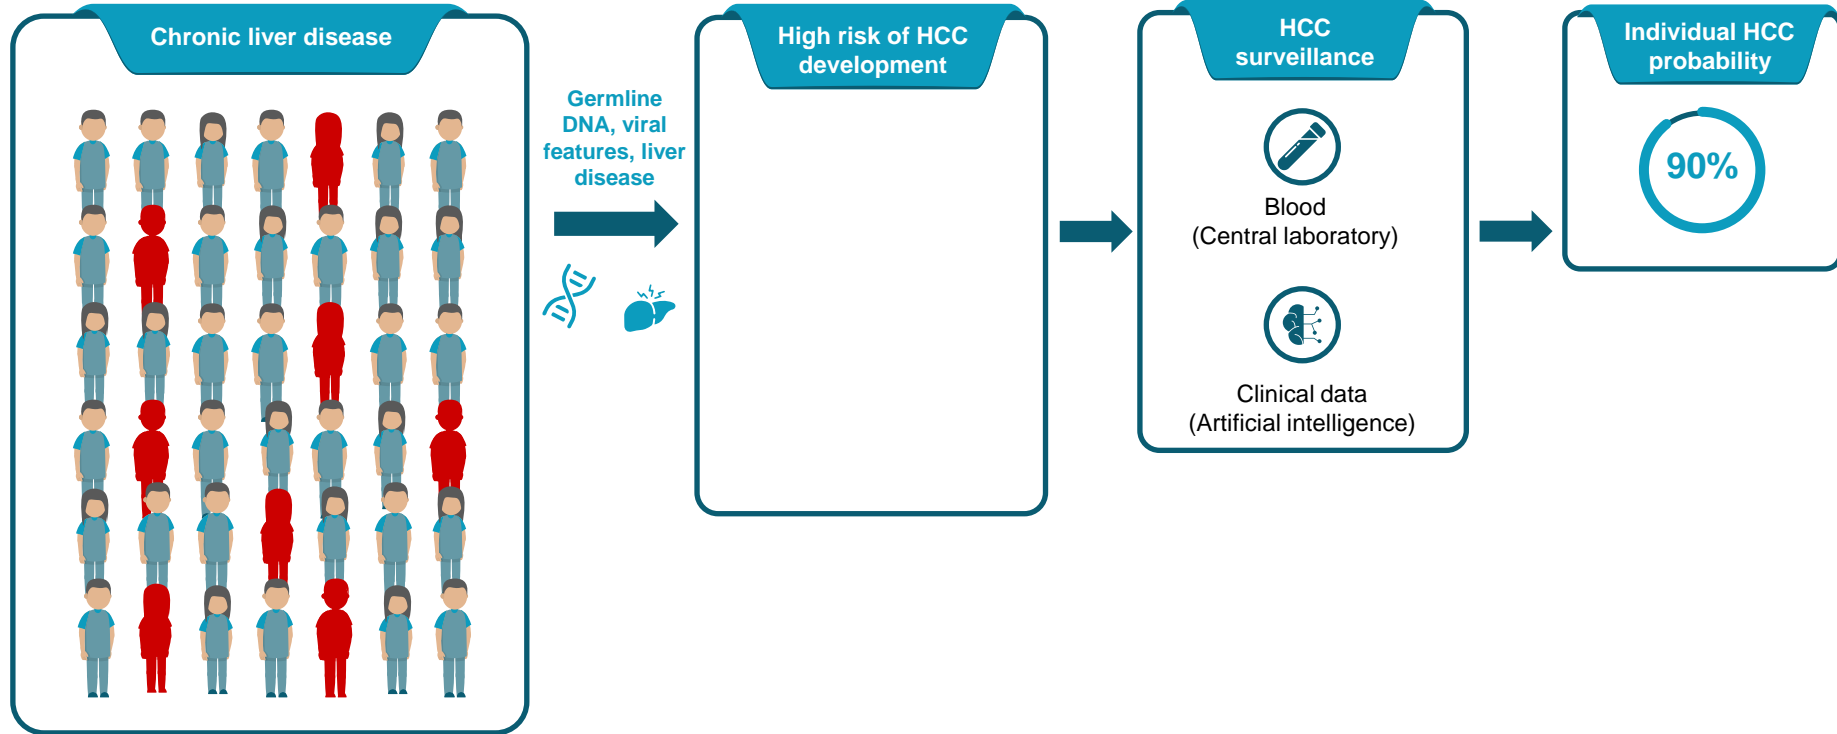 Chronic liver disease
Germline
DNA, viral
features, liver
disease
High risk of HCC
development
HCC
surveillance
Blood
(Central laboratory)
Clinical data
(Artificial intelligence)
Individual HCC
probability
90%